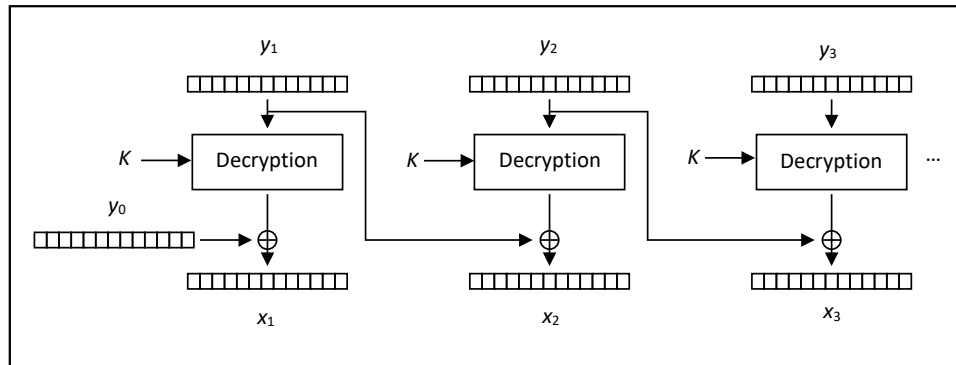 y₁ y₂ y₃
K Decryption K Decryption K Decryption ...
y₀
x₁ x₂ x₃